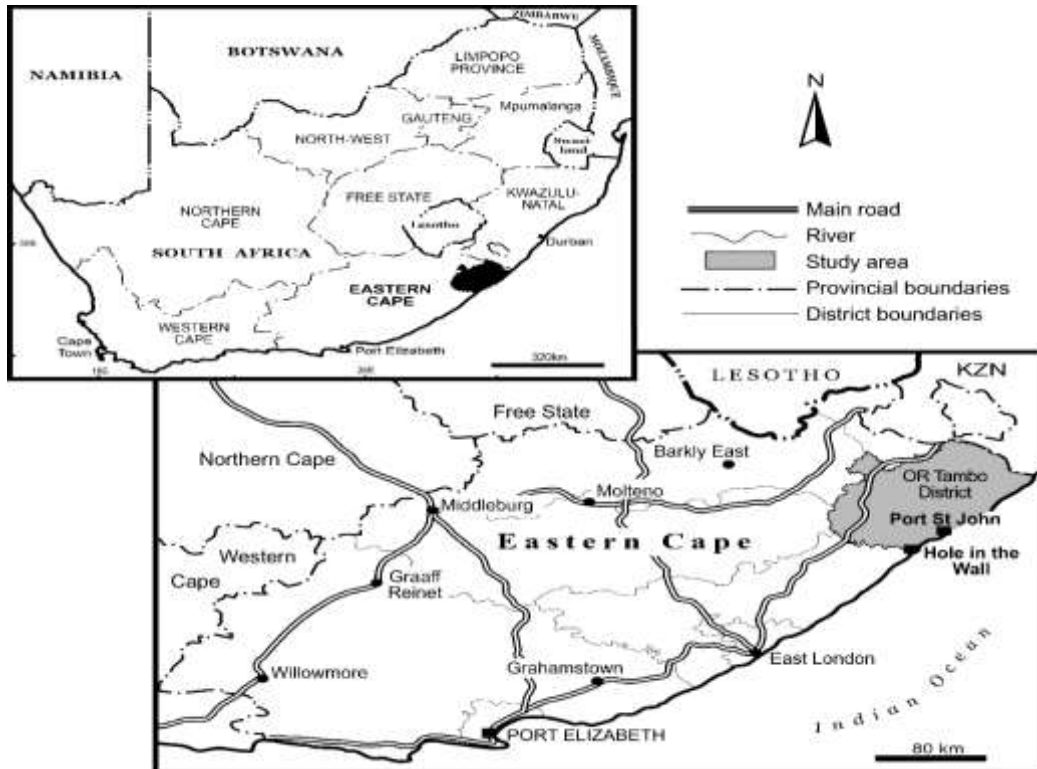 ZIMBABWE
BOTSWANA
LIMPOPO
PROVINCE
MOZAMBIQUE
NAMIBIA
Mpumalanga
GAUTENG
NORTH-WEST
Swazi-
land
FREE STATE
KWAZULU-
NATAL
NORTHERN
CAPE
Lesotho
Durban
SOUTH AFRICA
EASTERN
CAPE
WESTERN
CAPE
Cape
Town
Port Elizabeth
320km
N
Main road
River
Study area
Provincial boundaries
District boundaries
LESOTHO
KZN
Free State
Barkly East
Northern Cape
OR Tambo
District
Molteno
Middleburg
Port St John
Eastern Cape
Hole in the
Wall
Western
Cape
Graaff
Reinet
East London
Grahamstown
Willowmore
Indian Ocean
PORT ELIZABETH
80 km